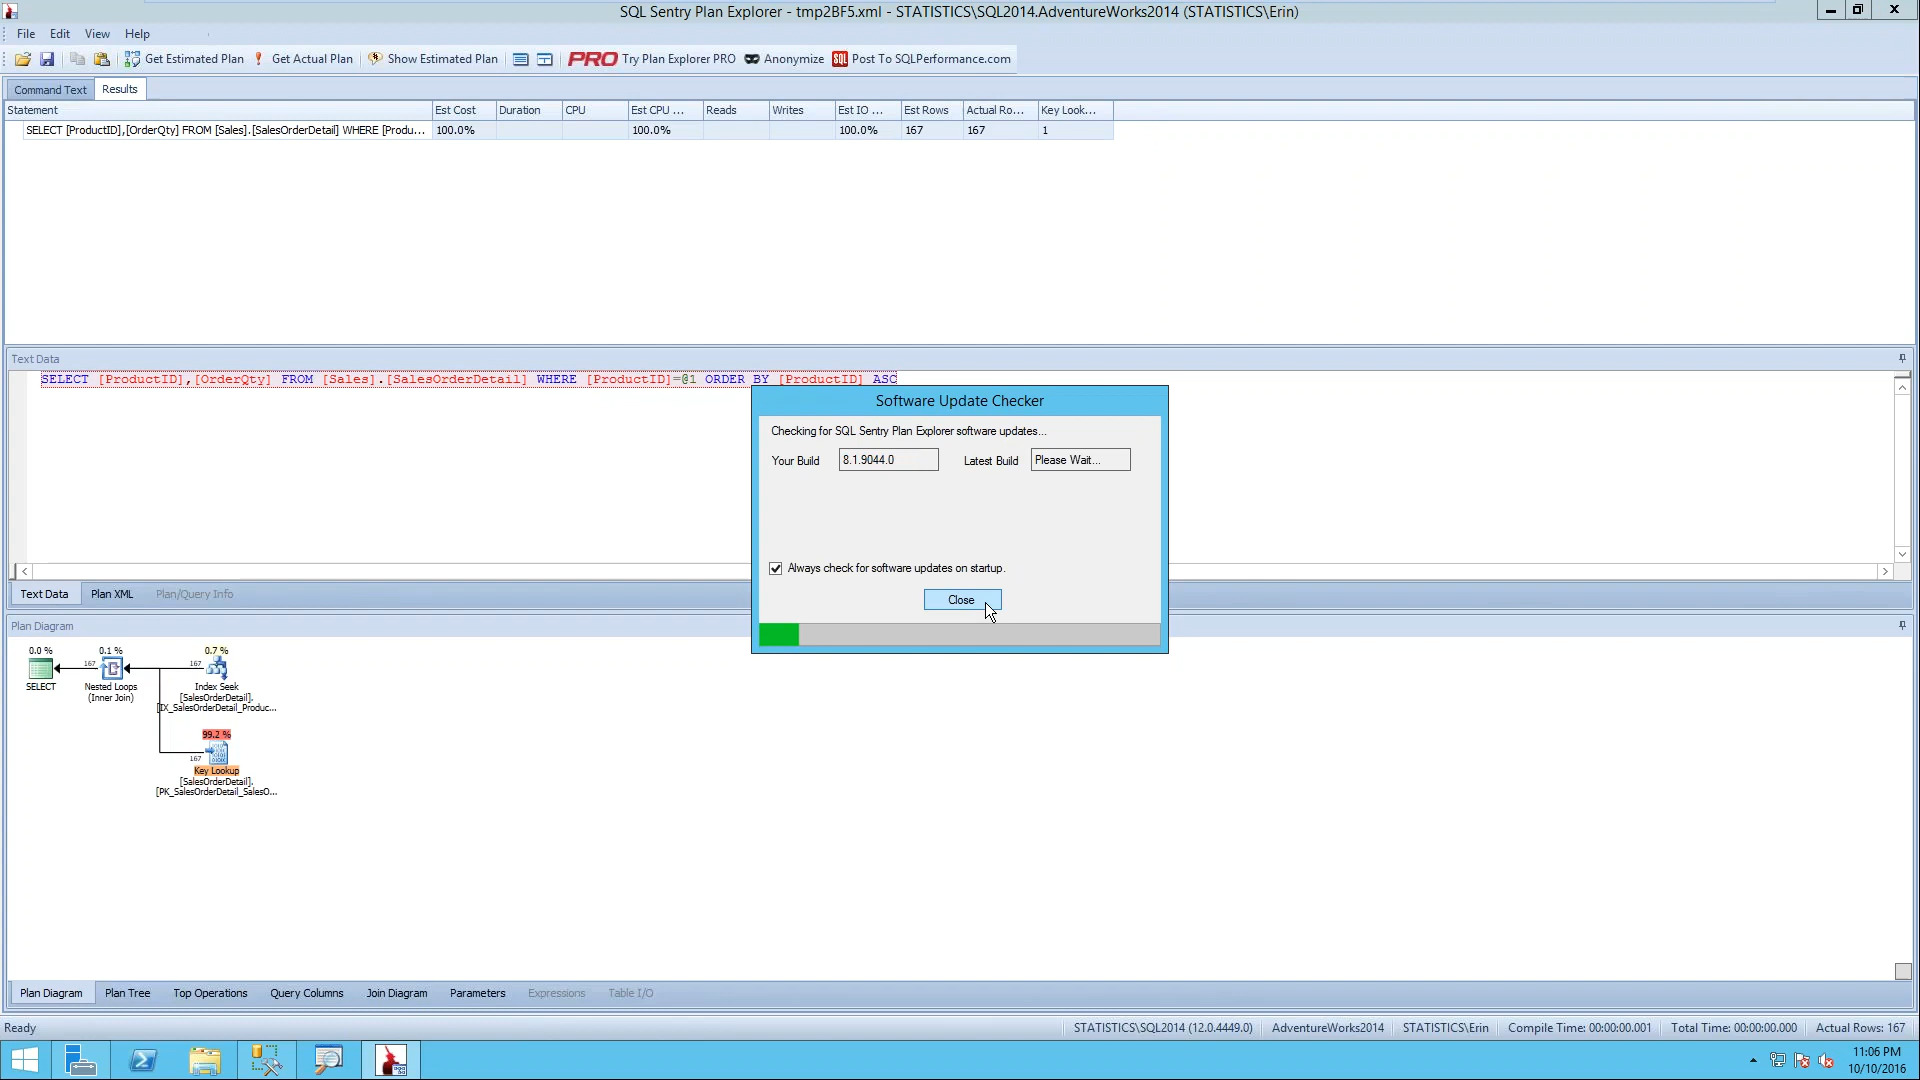 SQL Sentry Plan Explorer - tmp2BF5.xml - STATISTICS\SQL2014.AdventureWorks2014 (STATISTICS\Erin)
File Edit View Help
Get Estimated Plan Get Actual Plan Show Estimated Plan PRO Try Plan Explorer PRO Anonymize SQL Post To SQLPerformance.com
Command Text Results
Statement Est Cost Duration CPU Est CPU ... Reads Writes Est IO ... Est Rows Actual Ro... Key Look...
SELECT [ProductID],[OrderQty] FROM [Sales].[SalesOrderDetail] WHERE [Produ... 100.0% 100.0% 100.0% 167 167 1
Text Data
SELECT [ProductID],[OrderQty] FROM [Sales].[SalesOrderDetail] WHERE [ProductID]=@1 ORDER BY [ProductID] ASC
Software Update Checker
Checking for SQL Sentry Plan Explorer software updates...
Your Build 8.1.9044.0 Latest Build Please Wait...
Always check for software updates on startup.
Close
Text Data Plan XML Plan/Query Info
Plan Diagram
0.0 % 0.1 % 0.7 %
167 167
SELECT Nested Loops Index Seek
(Inner Join) [SalesOrderDetail].
[IX_SalesOrderDetail_Produc...
99.2 %
167
Key Lookup
[SalesOrderDetail].
[PK_SalesOrderDetail_SalesO...
Plan Diagram Plan Tree Top Operations Query Columns Join Diagram Parameters Expressions Table I/O
Ready STATISTICS\SQL2014 (12.0.4449.0) AdventureWorks2014 STATISTICS\Erin Compile Time: 00:00:00.001 Total Time: 00:00:00.000 Actual Rows: 167
11:06 PM
10/10/2016